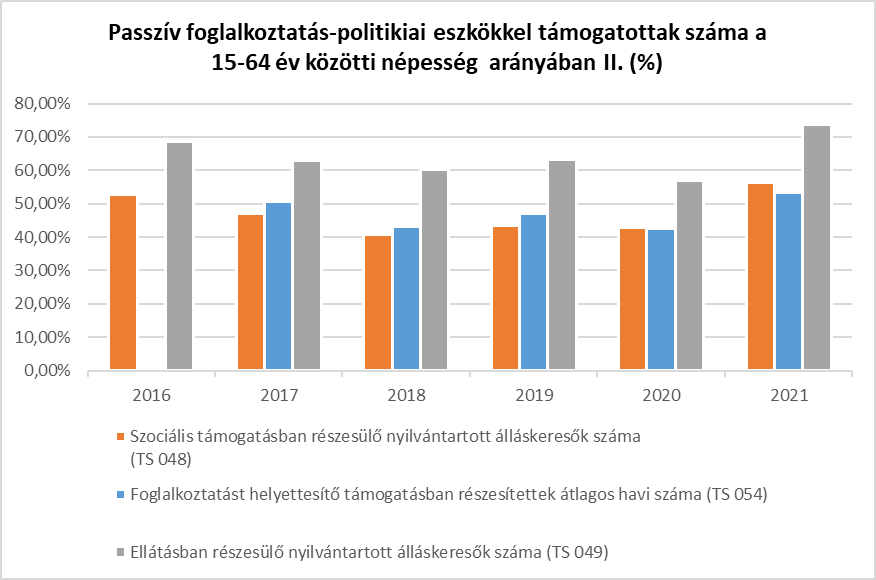 Passzív foglalkoztatás-politikiai eszkökkel támogatottak száma a
15-64 év közötti népesség  arányában II. (%)
80,00%
70,00%
60,00%
50,00%
40,00%
30,00%
20,00%
10,00%
0,00%
2016 2017 2018 2019 2020 2021
Szociális támogatásban részesülő nyilvántartott álláskeresők száma
(TS 048)
Foglalkoztatást helyettesítő támogatásban részesítettek átlagos havi száma (TS 054)
Ellátásban részesülő nyilvántartott álláskeresők száma (TS 049)